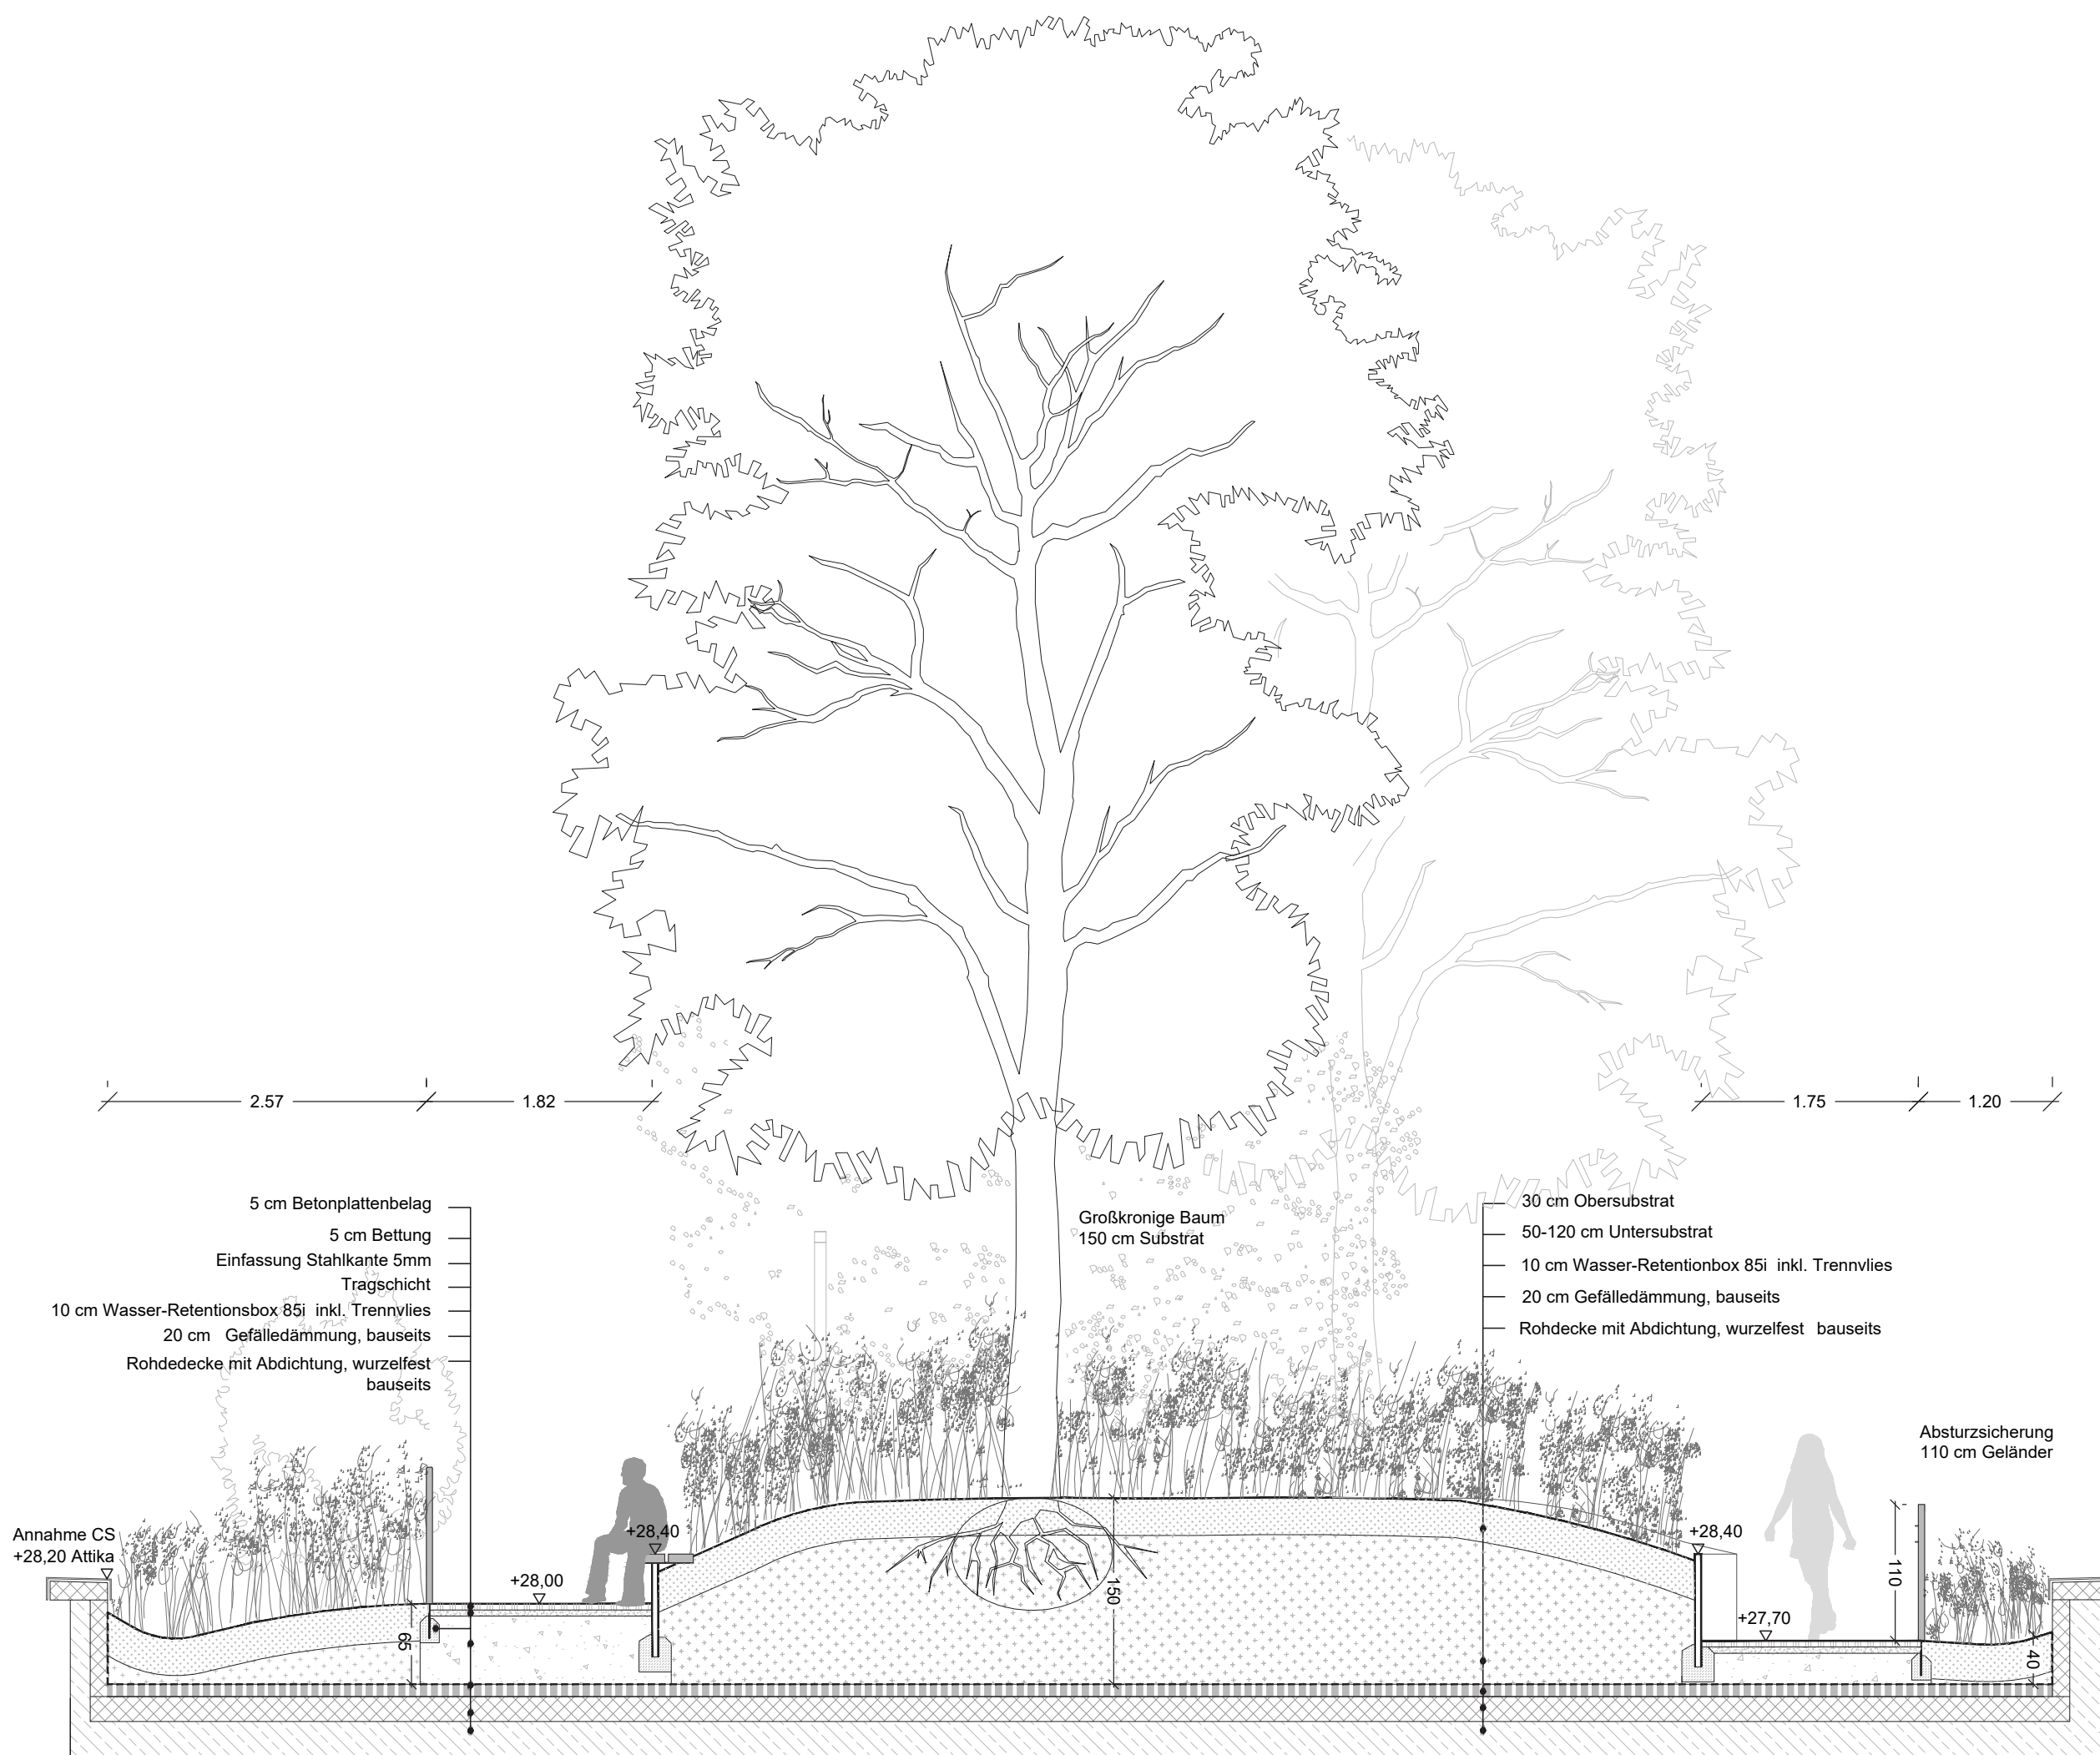 2.57
1.82
1.75
1.20
5 cm Betonplattenbelag
5 cm Bettung
Einfassung Stahlkante 5mm
Tragschicht
10 cm Wasser-Retentionsbox 85i inkl. Trennvlies
20 cm Gefälledämmung, bauseits
Rohdedecke mit Abdichtung, wurzelfest
bauseits
Großkronige Baum
150 cm Substrat
30 cm Obersubstrat
50-120 cm Untersubstrat
10 cm Wasser-Retentionbox 85i inkl. Trennvlies
20 cm Gefälledämmung, bauseits
Rohdecke mit Abdichtung, wurzelfest bauseits
Absturzsicherung
110 cm Geländer
Annahme CS
+28,20 Attika
+28,00
+28,40
+28,40
+27,70
65
150
110
40